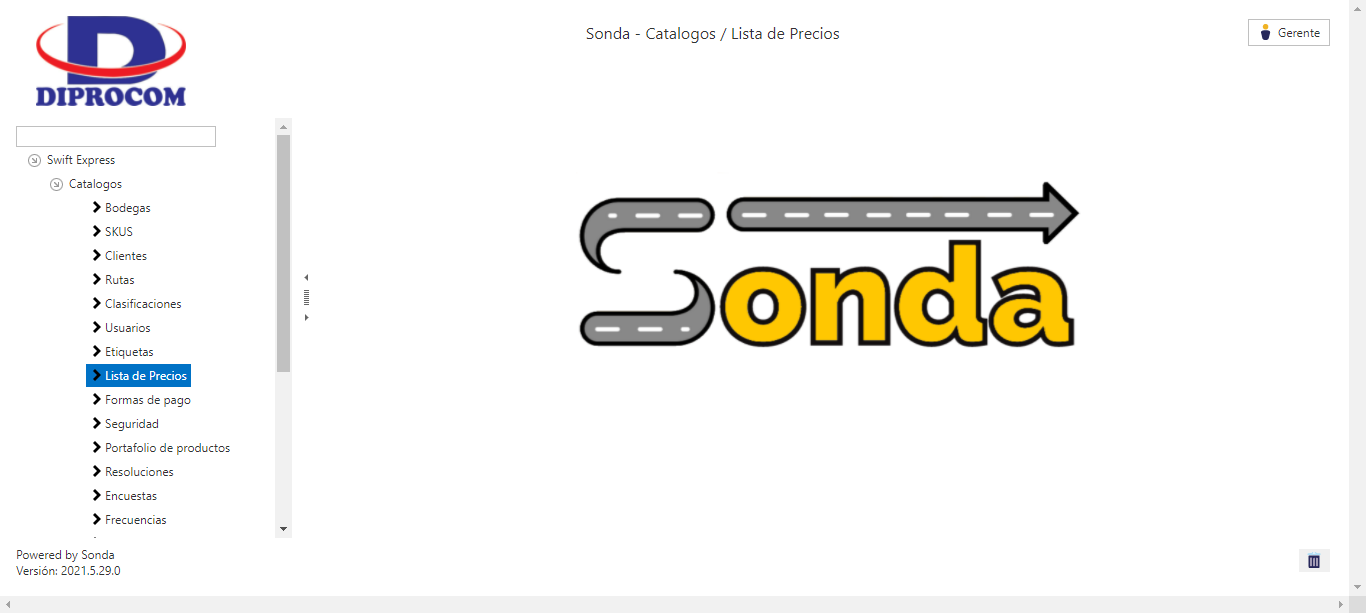 DIPROCOM
Sonda - Catalogos / Lista de Precios
Gerente
Swift Express
Catalogos
Bodegas
SKUS
Clientes
Rutas
Clasificaciones
Usuarios
Etiquetas
Lista de Precios
Formas de pago
Seguridad
Portafolio de productos
Resoluciones
Encuestas
Frecuencias
Sonda
Powered by Sonda
Versión: 2021.5.29.0